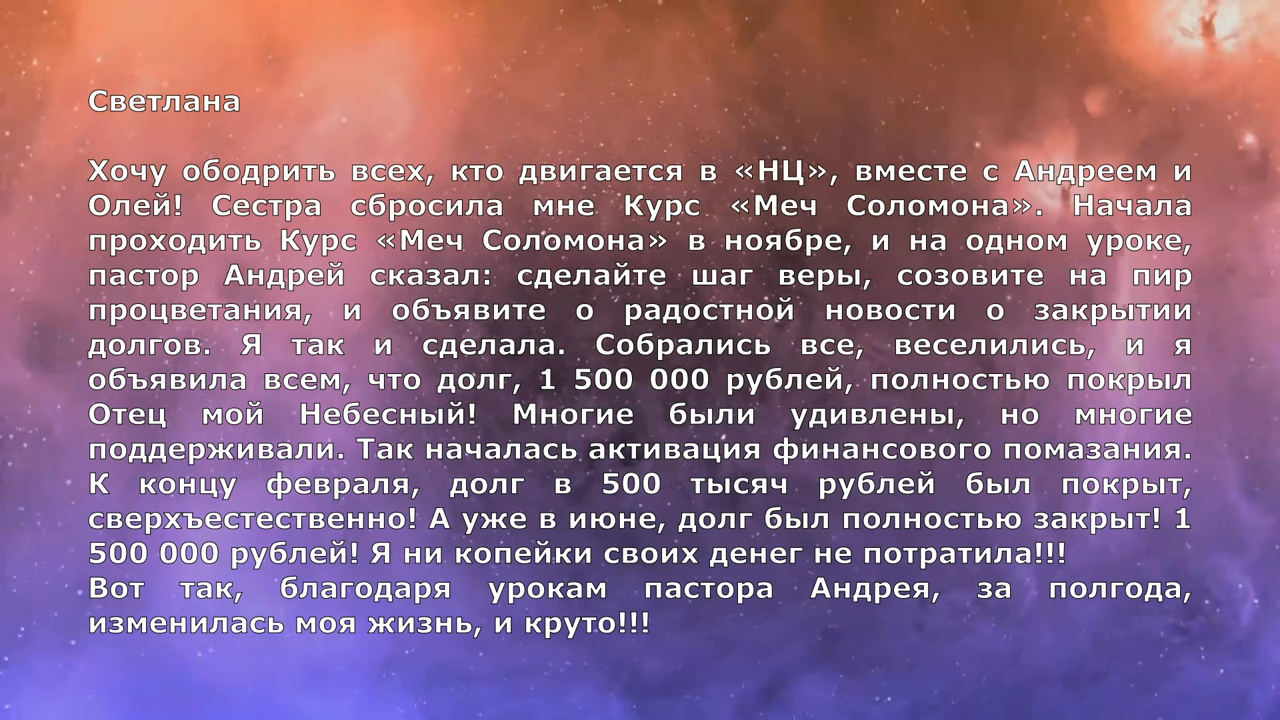 Светлана
Хочу ободрить всех, кто двигается в «НЦ», вместе с Андреем и
Олей! Сестра сбросила мне Курс «Меч Соломона». Начала
проходить Курс «Меч Соломона» в ноябре, и на одном уроке,
пастор Андрей сказал: сделайте шаг веры, созовите на пир
процветания, и объявите о радостной новости о закрытии
долгов. Я так и сделала. Собрались все, веселились, и я
объявила всем, что долг, 1 500 000 рублей, полностью покрыл
Отец мой Небесный! Многие были удивлены, но многие
поддерживали. Так началась активация финансового помазания.
К концу февраля, долг в 500 тысяч рублей был покрыт,
сверхъестественно! А уже в июне, долг был полностью закрыт! 1
500 000 рублей! Я ни копейки своих денег не потратила!!!
Вот так, благодаря урокам пастора Андрея, за полгода,
изменилась моя жизнь, и круто!!!